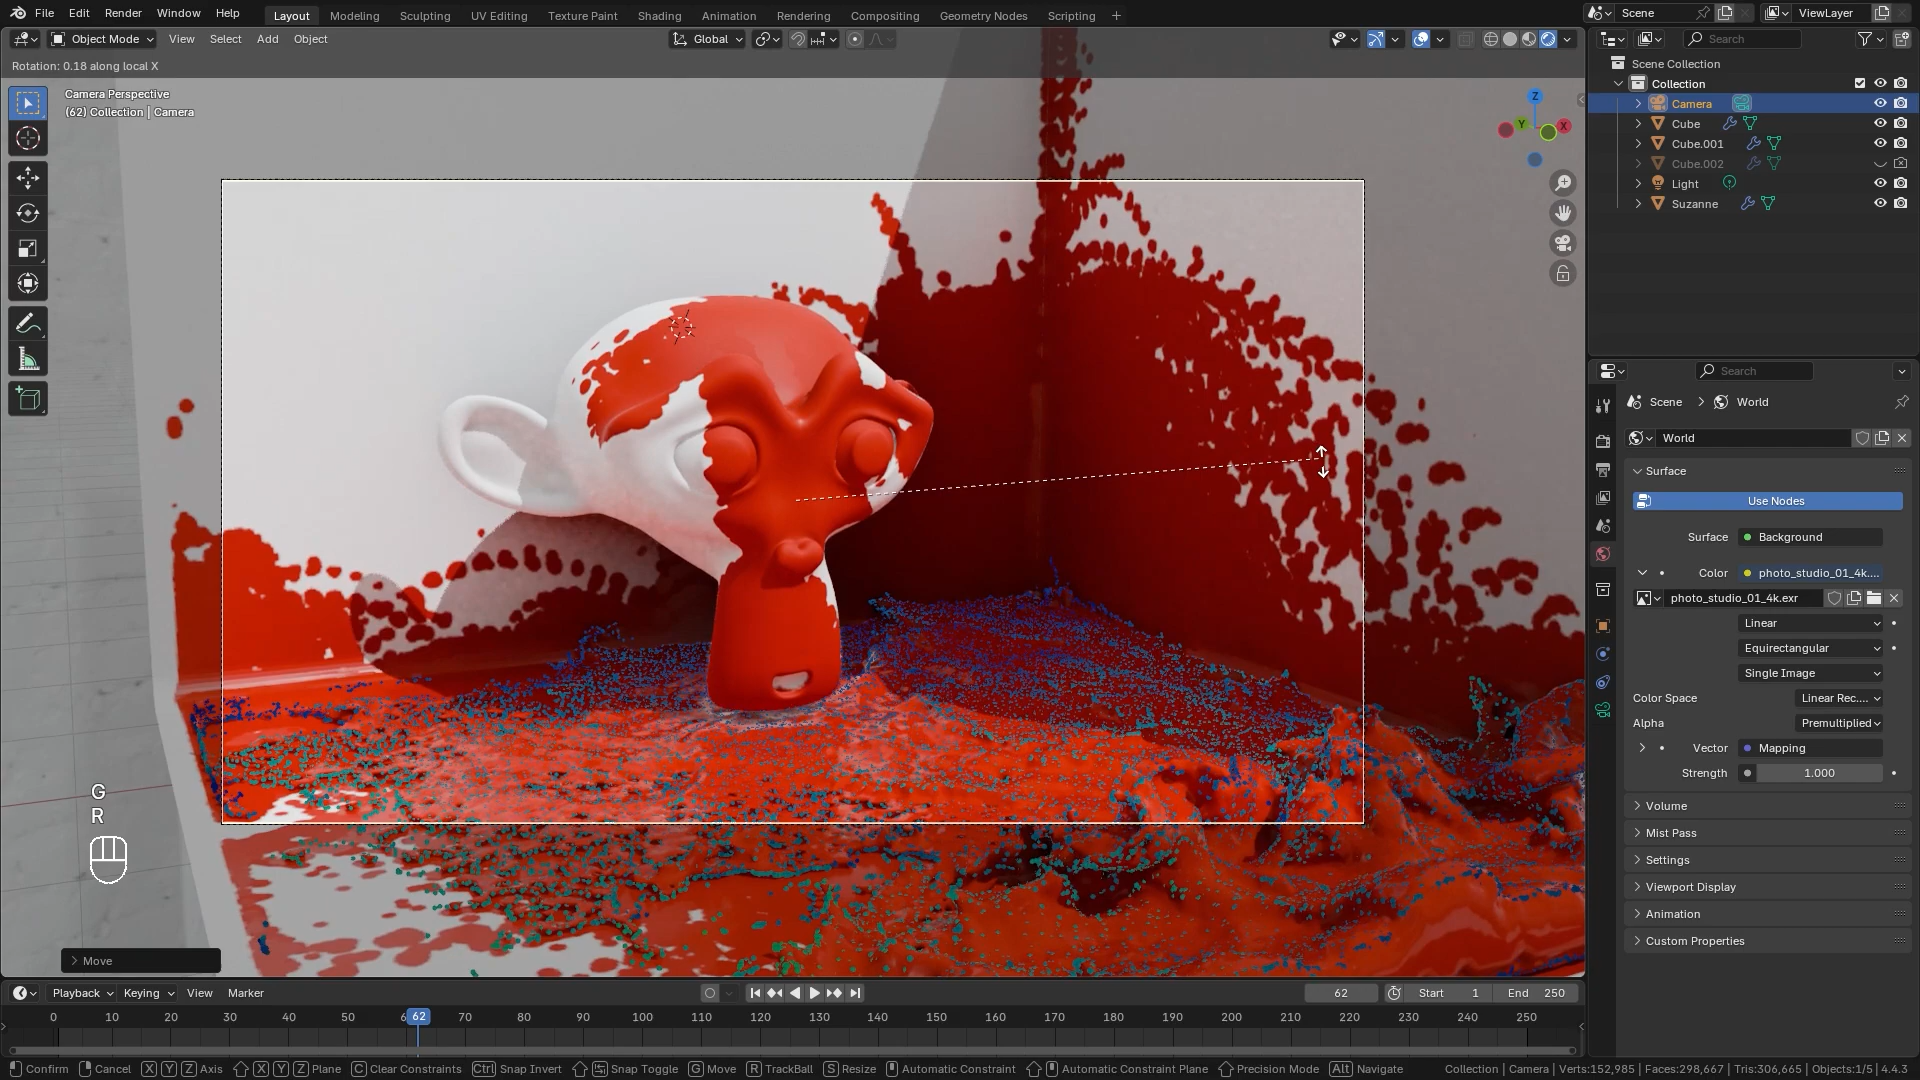 File Edit Render Window Help Layout Modeling Sculpting UV Editing Texture Paint Shading Animation Rendering Compositing Geometry Nodes Scripting + Scene ViewLayer
Object Mode View Select Add Object Global Search
Rotation: 0.18 along local X
Camera Perspective
(62) Collection | Camera
Z
Y
X
Scene Collection
Collection
Camera
Cube
Cube.001
Cube.002
Light
Suzanne
Search
Scene > World
World
Surface
Use Nodes
Surface Background
Color photo_studio_01_4k....
photo_studio_01_4k.exr
Linear
Equirectangular
Single Image
Color Space Linear Rec....
Alpha Premultiplied
Vector Mapping
Strength 1.000
Volume
Mist Pass
Settings
Viewport Display
Animation
Custom Properties
G
R
Move
Playback Keying View Marker 62 Start 1 End 250
0 10 20 30 40 50 6 62 70 80 90 100 110 120 130 140 150 160 170 180 190 200 210 220 230 240 250
Confirm Cancel X Y Z Axis X Y Z Plane C Clear Constraints Ctrl Snap Invert Snap Toggle G Move R TrackBall S Resize Automatic Constraint Automatic Constraint Plane Precision Mode Alt Navigate Collection | Camera | Verts:152,985 | Faces:298,667 | Tris:306,665 | Objects:1/5 | 4.4.3